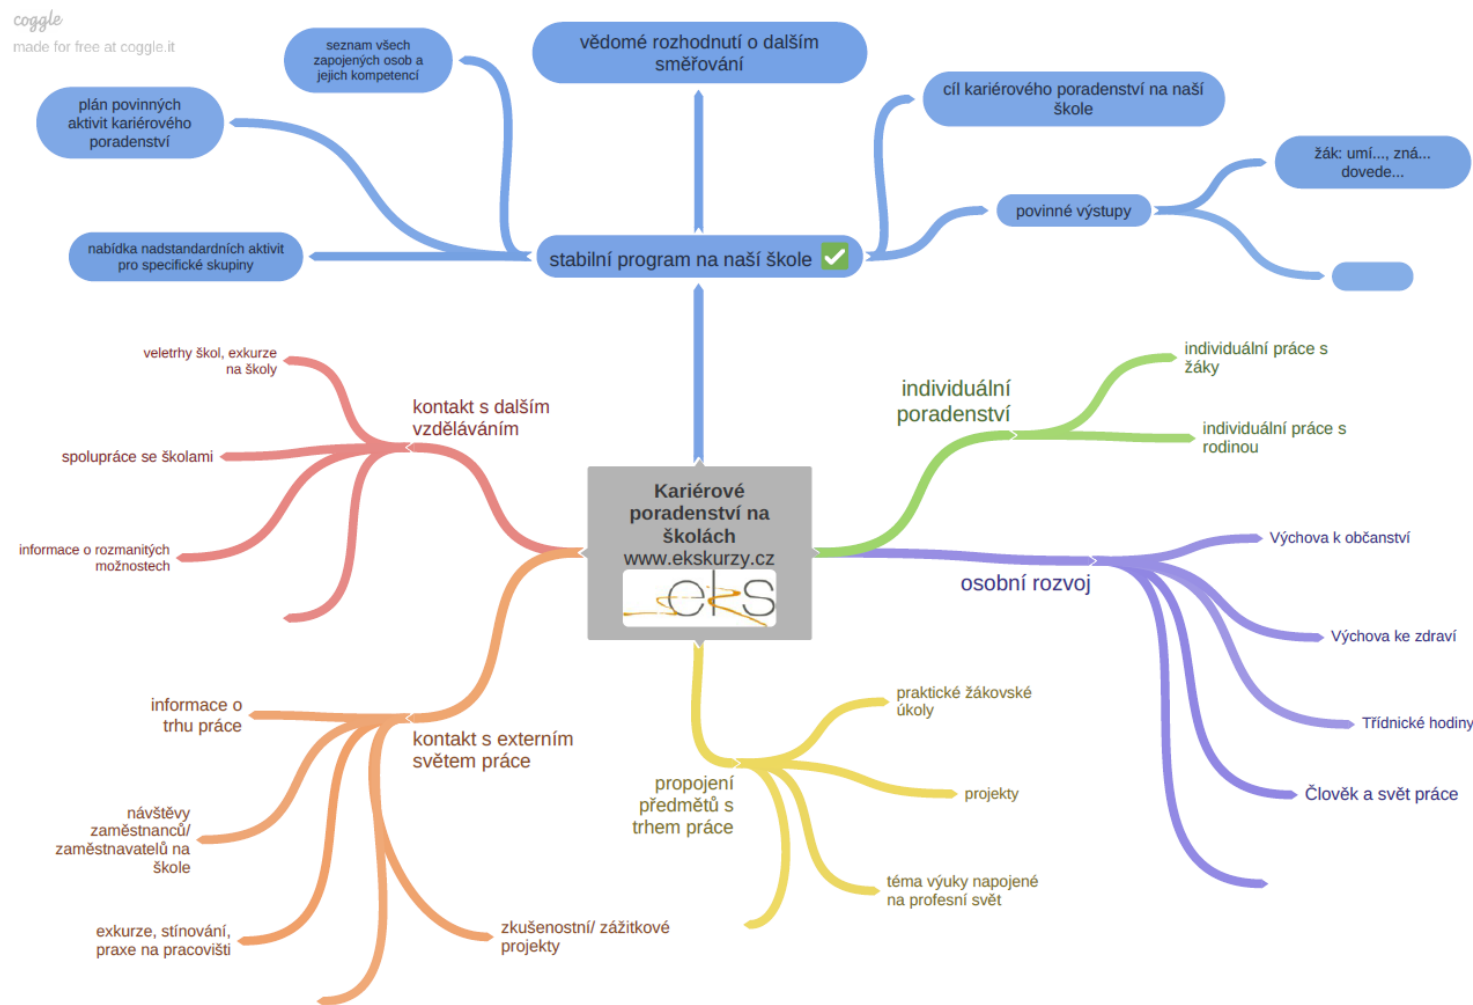 coggle
made for free at coggle.it
seznam všech
zapojených osob a
jejich kompetencí
vědomé rozhodnutí o dalším
směřování
cíl kariérového poradenství na naší
škole
plán povinných
aktivit kariérového
poradenství
žák: umí..., zná...
dovede...
povinné výstupy
nabídka nadstandardních aktivit
pro specifické skupiny
stabilní program na naší škole ✅
veletrhy škol, exkurze
na školy
kontakt s dalším
vzděláváním
spolupráce se školami
informace o rozmanitých
možnostech
individuální
poradenství
individuální práce s
žáky
individuální práce s
rodinou
Kariérové
poradenství na
školách
www.ekskurzy.cz
eks
osobní rozvoj
Výchova k občanství
Výchova ke zdraví
Třídnické hodiny
Člověk a svět práce
informace o
trhu práce
kontakt s externím
světem práce
návštěvy
zaměstnanců/
zaměstnavatelů na
škole
exkurze, stínování,
praxe na pracovišti
zkušenostní/ zážitkové
projekty
propojení
předmětů s
trhem práce
praktické žákovské
úkoly
projekty
téma výuky napojené
na profesní svět